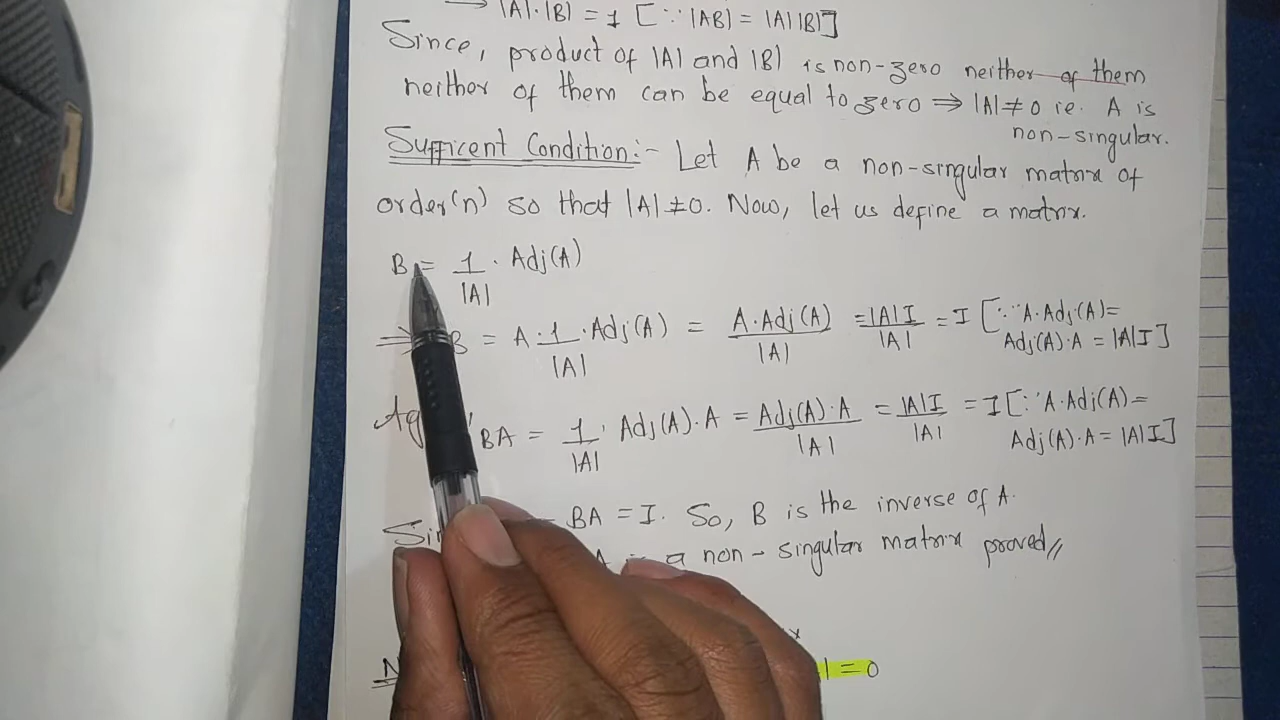 ⇒ |A|·|B| = 1 [∵ |AB| = |A||B|]
Since, product of |A| and |B| is non-zero neither of them
neither of them can be equal to zero ⇒ |A| ≠ 0 ie. A is
non-singular.
Sufficent Condition:- Let A be a non-singular matrix of
order(n) so that |A| ≠ 0. Now, let us define a matrix.
B = 1/|A| · Adj(A)
B = A · 1/|A| · Adj(A) = A·Adj(A)/|A| = |A|I/|A| = I [∵ A·Adj(A) =
Adj(A)·A = |A|I]
BA = 1/|A| · Adj(A)·A = Adj(A)·A/|A| = |A|I/|A| = I [∵ A·Adj(A) =
Adj(A)·A = |A|I]
BA = I. So, B is the inverse of A.
a non-singular matrix proved//
= 0